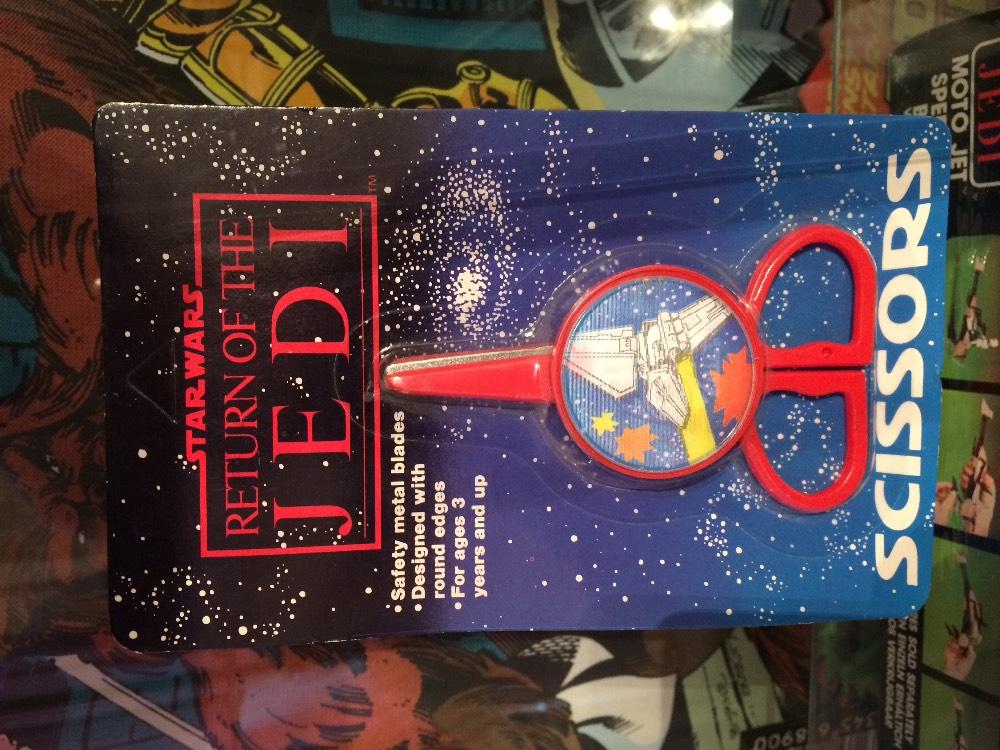 STAR WARS
RETURN OF THE
JEDI
TM
• Safety metal blades
• Designed with
round edges
• For ages 3
years and up
SCISSORS
JEDI
MOTO JET